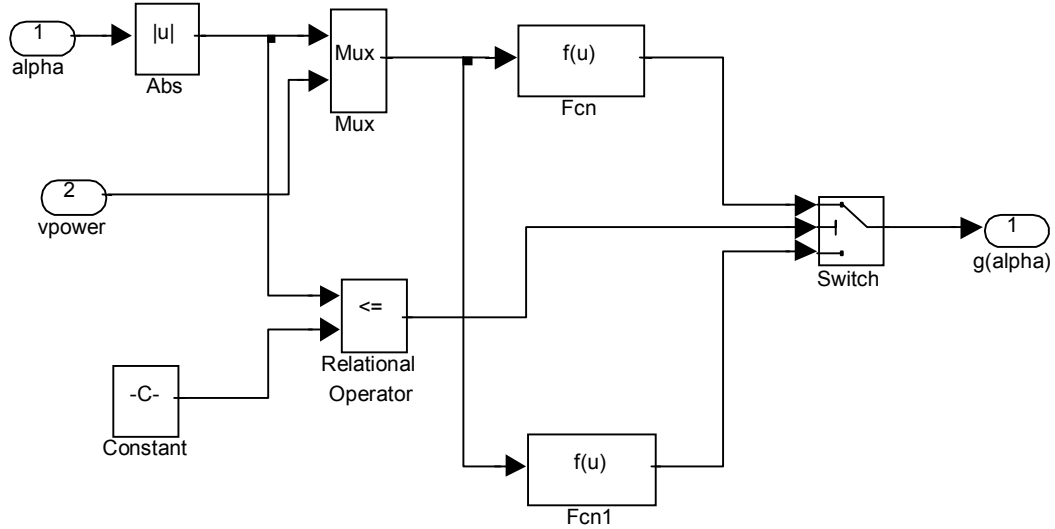 1
alpha
|u|
Abs
Mux
Mux
f(u)
Fcn
2
vpower
<=
Relational
Operator
-C-
Constant
Switch
1
g(alpha)
f(u)
Fcn1